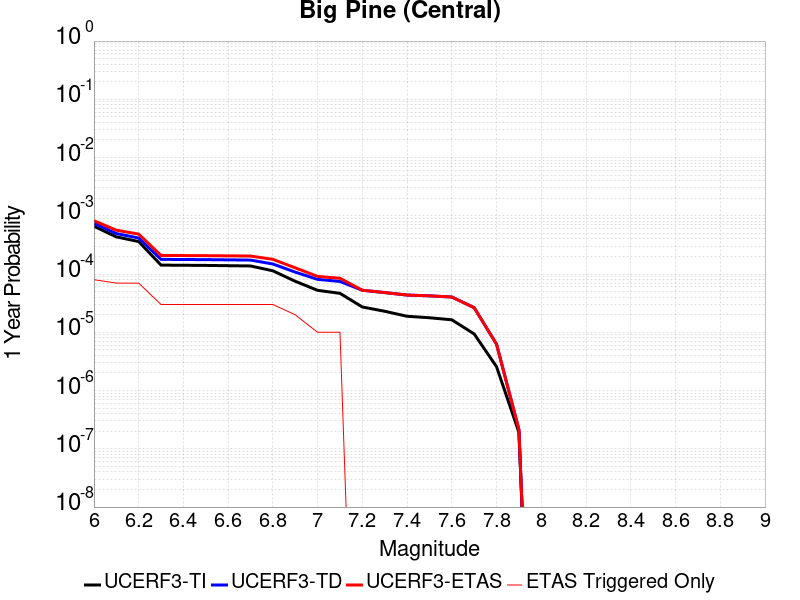 Big Pine (Central)
10^0
10^-1
10^-2
10^-3
10^-4
10^-5
10^-6
10^-7
10^-8
1 Year Probability
6 6.2 6.4 6.6 6.8 7 7.2 7.4 7.6 7.8 8 8.2 8.4 8.6 8.8 9
Magnitude
UCERF3-TI UCERF3-TD UCERF3-ETAS ETAS Triggered Only